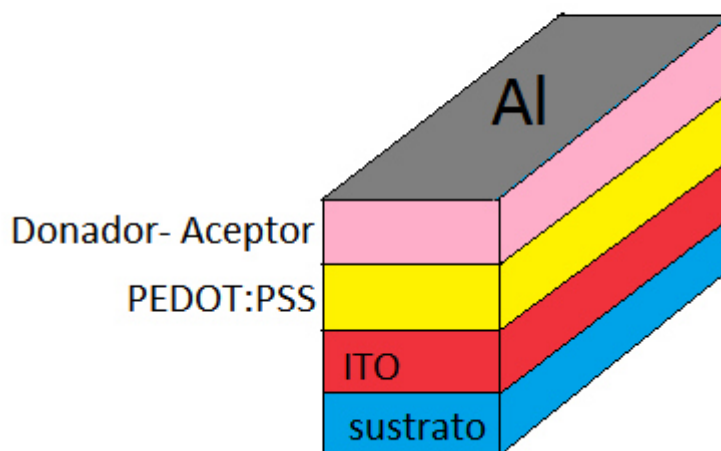 Al
Donador- Aceptor
PEDOT:PSS
ITO
sustrato